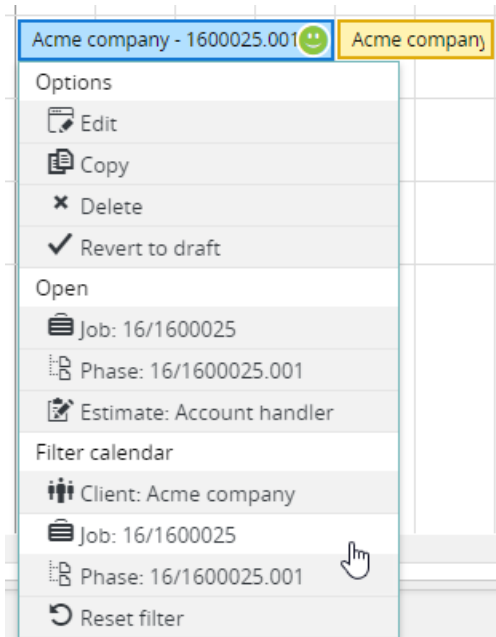 Acme company - 1600025.001 Acme company
Options
Edit
Copy
Delete
Revert to draft
Open
Job: 16/1600025
Phase: 16/1600025.001
Estimate: Account handler
Filter calendar
Client: Acme company
Job: 16/1600025
Phase: 16/1600025.001
Reset filter